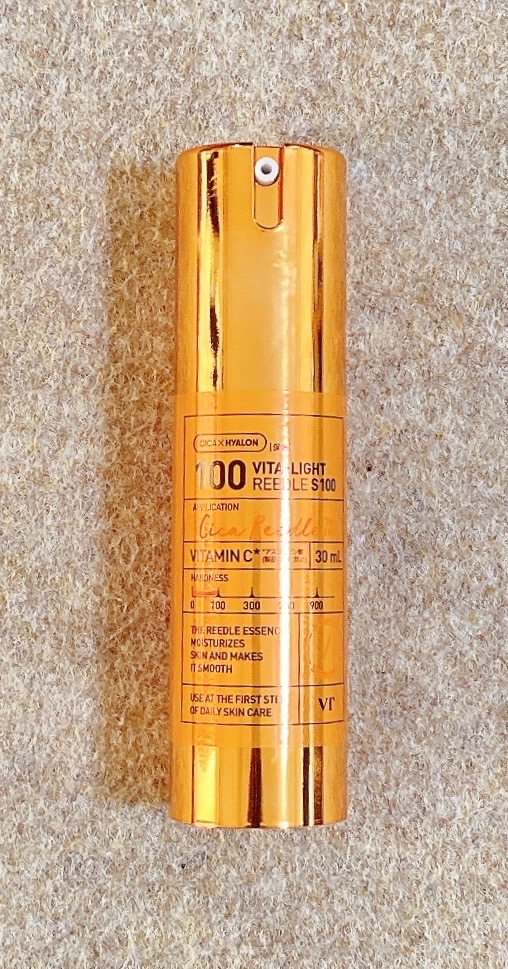 CICA×HYALON
100 VITA-LIGHT
REEDLE S100
APPLICATION
Cica Reedle
VITAMIN C★
30 mL
HARDNESS
0 100 300 900
THE REEDLE ESSENC
MOISTURIZES
SKIN AND MAKES
IT SMOOTH
USE AT THE FIRST STEP
OF DAILY SKIN CARE
VT